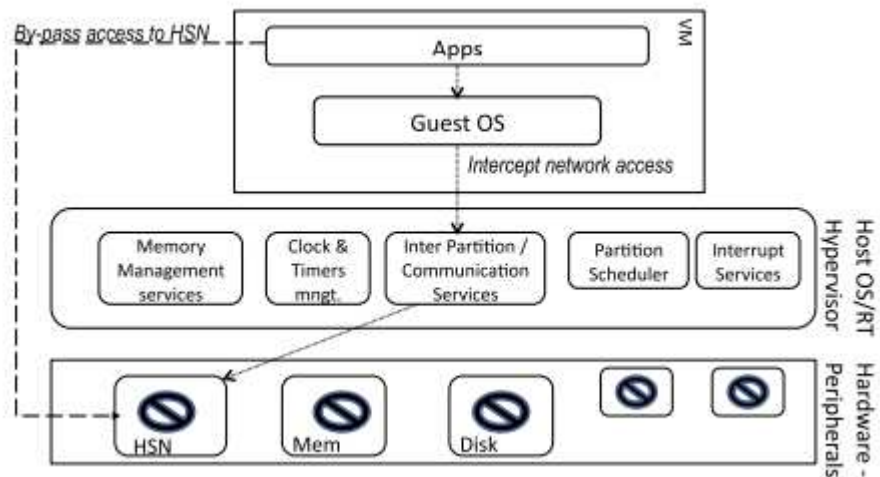 By-pass access to HSN
Apps
VM
Guest OS
Intercept network access
Memory
Management
services
Clock &
Timers
mngt.
Inter Partition /
Communication
Services
Partition
Scheduler
Interrupt
Services
Host OS/RT
Hypervisor
HSN
Mem
Disk
Hardware -
Peripherals